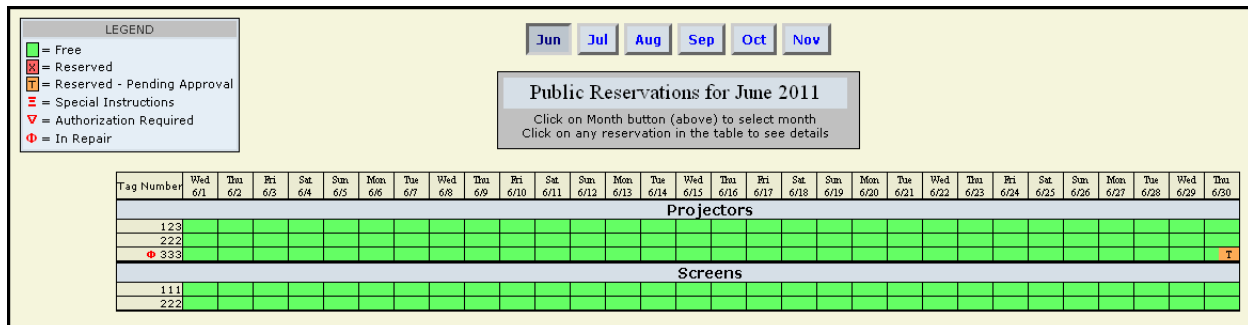 LEGEND
= Free
X = Reserved
T = Reserved - Pending Approval
Ξ = Special Instructions
∇ = Authorization Required
Φ = In Repair
Jun Jul Aug Sep Oct Nov
Public Reservations for June 2011
Click on Month button (above) to select month
Click on any reservation in the table to see details
Tag Number Wed 6/1 Thu 6/2 Fri 6/3 Sat 6/4 Sun 6/5 Mon 6/6 Tue 6/7 Wed 6/8 Thu 6/9 Fri 6/10 Sat 6/11 Sun 6/12 Mon 6/13 Tue 6/14 Wed 6/15 Thu 6/16 Fri 6/17 Sat 6/18 Sun 6/19 Mon 6/20 Tue 6/21 Wed 6/22 Thu 6/23 Fri 6/24 Sat 6/25 Sun 6/26 Mon 6/27 Tue 6/28 Wed 6/29 Thu 6/30
Projectors
123
222
Φ 333 T
Screens
111
222